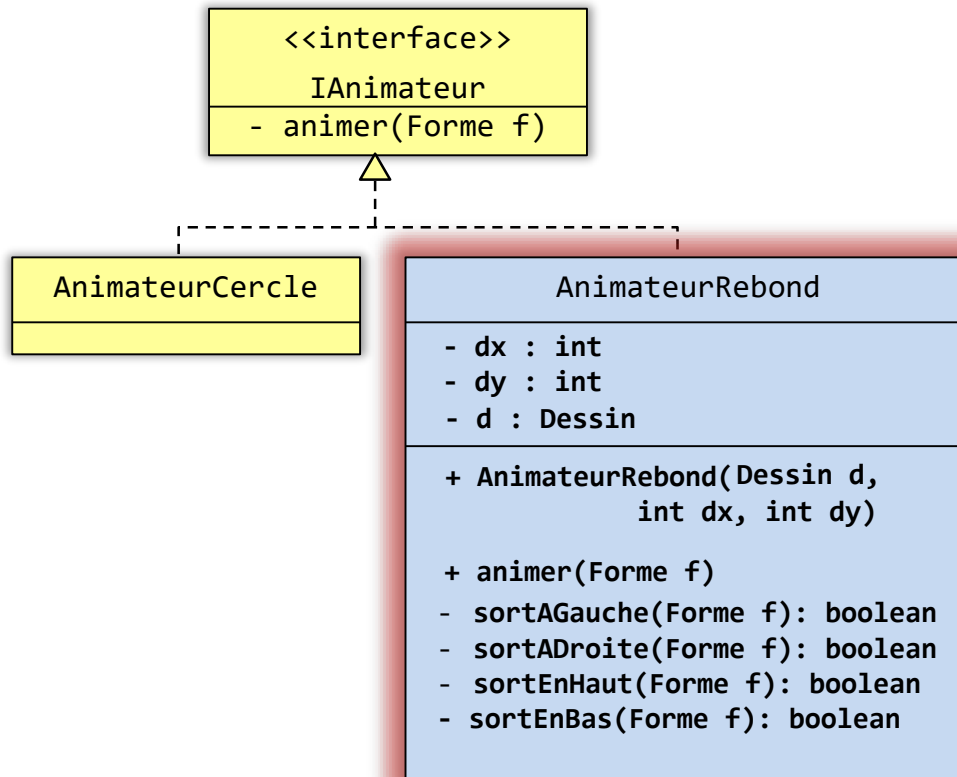 <<interface>>
IAnimateur
- animer(Forme f)
AnimateurCercle
AnimateurRebond
- dx : int
- dy : int
- d : Dessin
+ AnimateurRebond(Dessin d,
int dx, int dy)
+ animer(Forme f)
- sortAGauche(Forme f): boolean
- sortADroite(Forme f): boolean
- sortEnHaut(Forme f): boolean
- sortEnBas(Forme f): boolean